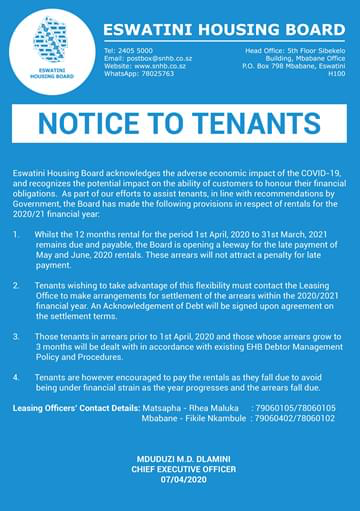 ESWATINI HOUSING BOARD
Tel: 2405 5000
Email: postbox@snhb.co.sz
Website: www.snhb.co.sz
WhatsApp: 78025763
Head Office: 5th Floor Sibekelo
Building, Mbabane Office
P.O. Box 798 Mbabane, Eswatini
H100
ESWATINI
HOUSING BOARD
NOTICE TO TENANTS
Eswatini Housing Board acknowledges the adverse economic impact of the COVID-19,
and recognizes the potential impact on the ability of customers to honour their financial
obligations. As part of our efforts to assist tenants, in line with recommendations by
Government, the Board has made the following provisions in respect of rentals for the
2020/21 financial year:
1. Whilst the 12 months rental for the period 1st April, 2020 to 31st March, 2021
remains due and payable, the Board is opening a leeway for the late payment of
May and June, 2020 rentals. These arrears will not attract a penalty for late
payment.
2. Tenants wishing to take advantage of this flexibility must contact the Leasing
Office to make arrangements for settlement of the arrears within the 2020/2021
financial year. An Acknowledgement of Debt will be signed upon agreement on
the settlement terms.
3. Those tenants in arrears prior to 1st April, 2020 and those whose arrears grow to
3 months will be dealt with in accordance with existing EHB Debtor Management
Policy and Procedures.
4. Tenants are however encouraged to pay the rentals as they fall due to avoid
being under financial strain as the year progresses and the arrears fall due.
Leasing Officers' Contact Details: Matsapha - Rhea Maluka : 79060105/78060105
Mbabane - Fikile Nkambule : 79060402/78060102
MDUDUZI M.D. DLAMINI
CHIEF EXECUTIVE OFFICER
07/04/2020